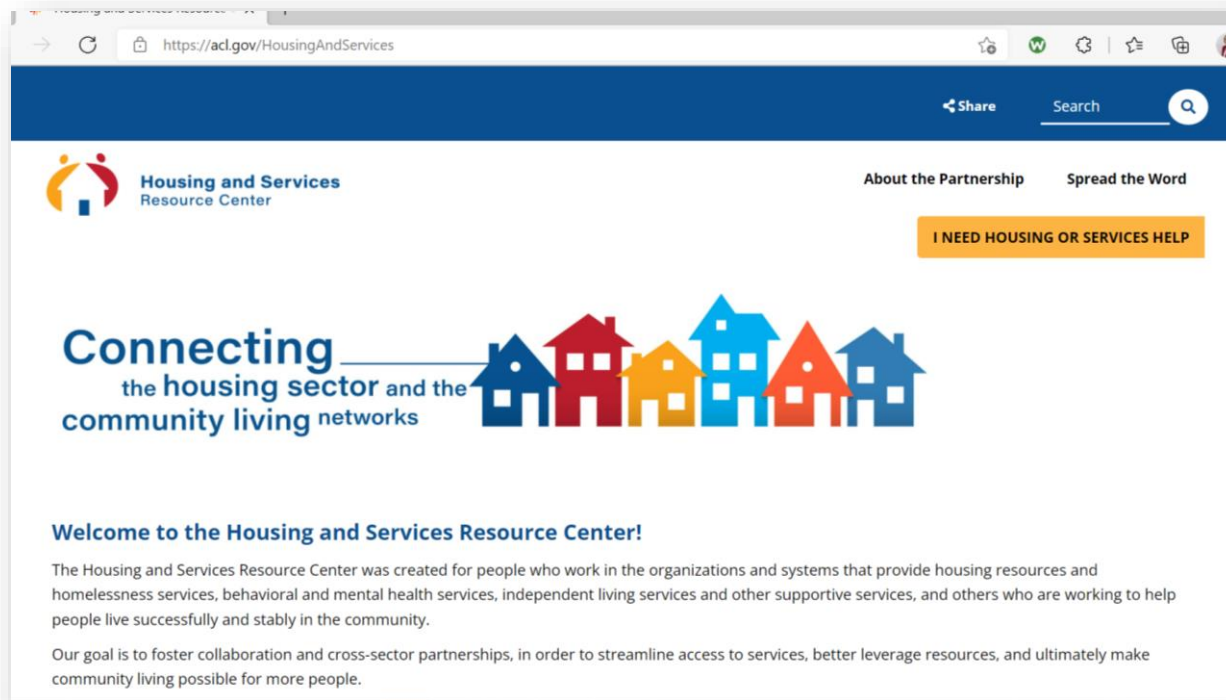 Housing and Services Resource
https://acl.gov/HousingAndServices
Share
Search
Housing and Services
Resource Center
About the Partnership
Spread the Word
I NEED HOUSING OR SERVICES HELP
Connecting
the housing sector and the
community living networks
Welcome to the Housing and Services Resource Center!
The Housing and Services Resource Center was created for people who work in the organizations and systems that provide housing resources and
homelessness services, behavioral and mental health services, independent living services and other supportive services, and others who are working to help
people live successfully and stably in the community.
Our goal is to foster collaboration and cross-sector partnerships, in order to streamline access to services, better leverage resources, and ultimately make
community living possible for more people.